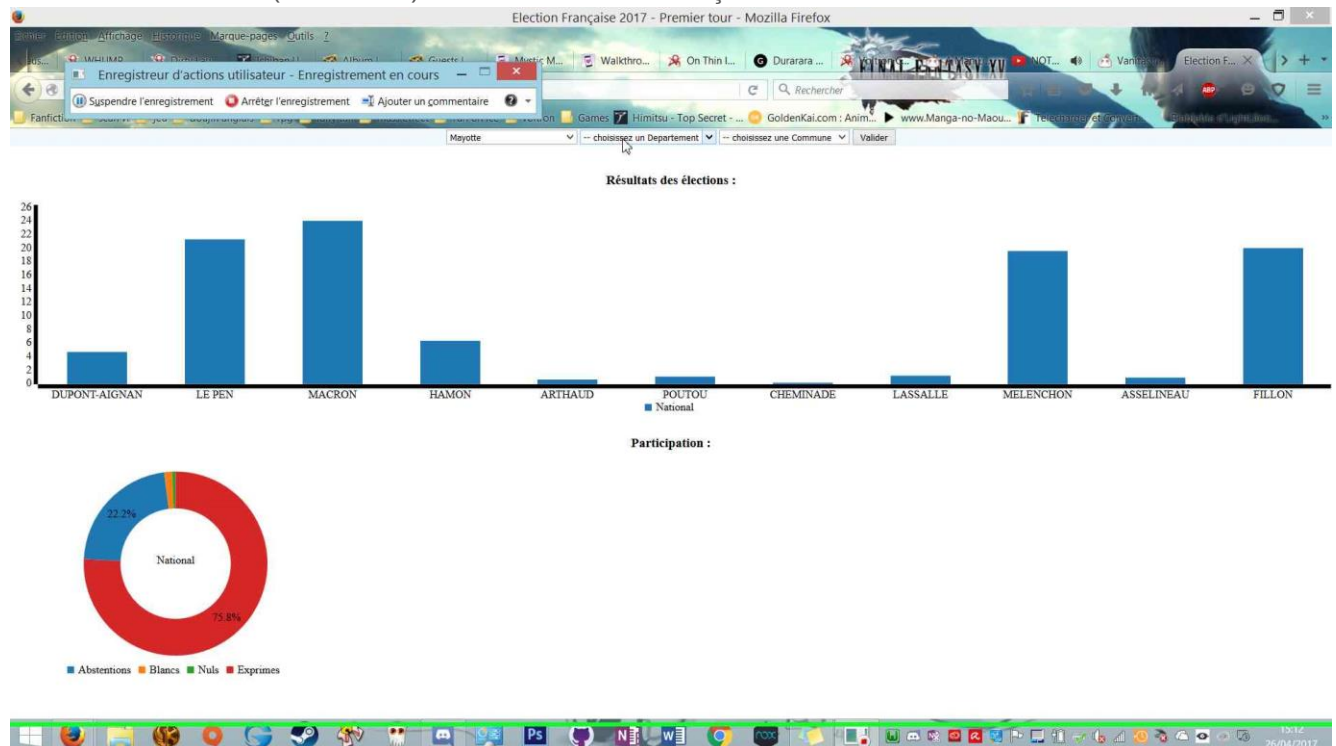 Election Française 2017 - Premier tour - Mozilla Firefox
Fichier Édition Affichage Historique Marque-pages Outils ?
Mystic M... Walkthro... On Thin I... Durarara ... NOT... Election F...
Enregistreur d'actions utilisateur - Enregistrement en cours
Suspendre l'enregistrement Arrêter l'enregistrement Ajouter un commentaire
Rechercher
ABP
Games Himitsu - Top Secret - ... GoldenKai.com : Anim... www.Manga-no-Maou...
Mayotte -- choisissez un Departement -- choisissez une Commune Valider
Résultats des élections :
26
24
22
20
18
16
14
12
10
8
6
4
2
0
DUPONT-AIGNAN LE PEN MACRON HAMON ARTHAUD POUTOU CHEMINADE LASSALLE MELENCHON ASSELINEAU FILLON
National
Participation :
22.2%
National
75.8%
Abstentions Blancs Nuls Exprimes
15:12
26/04/2017